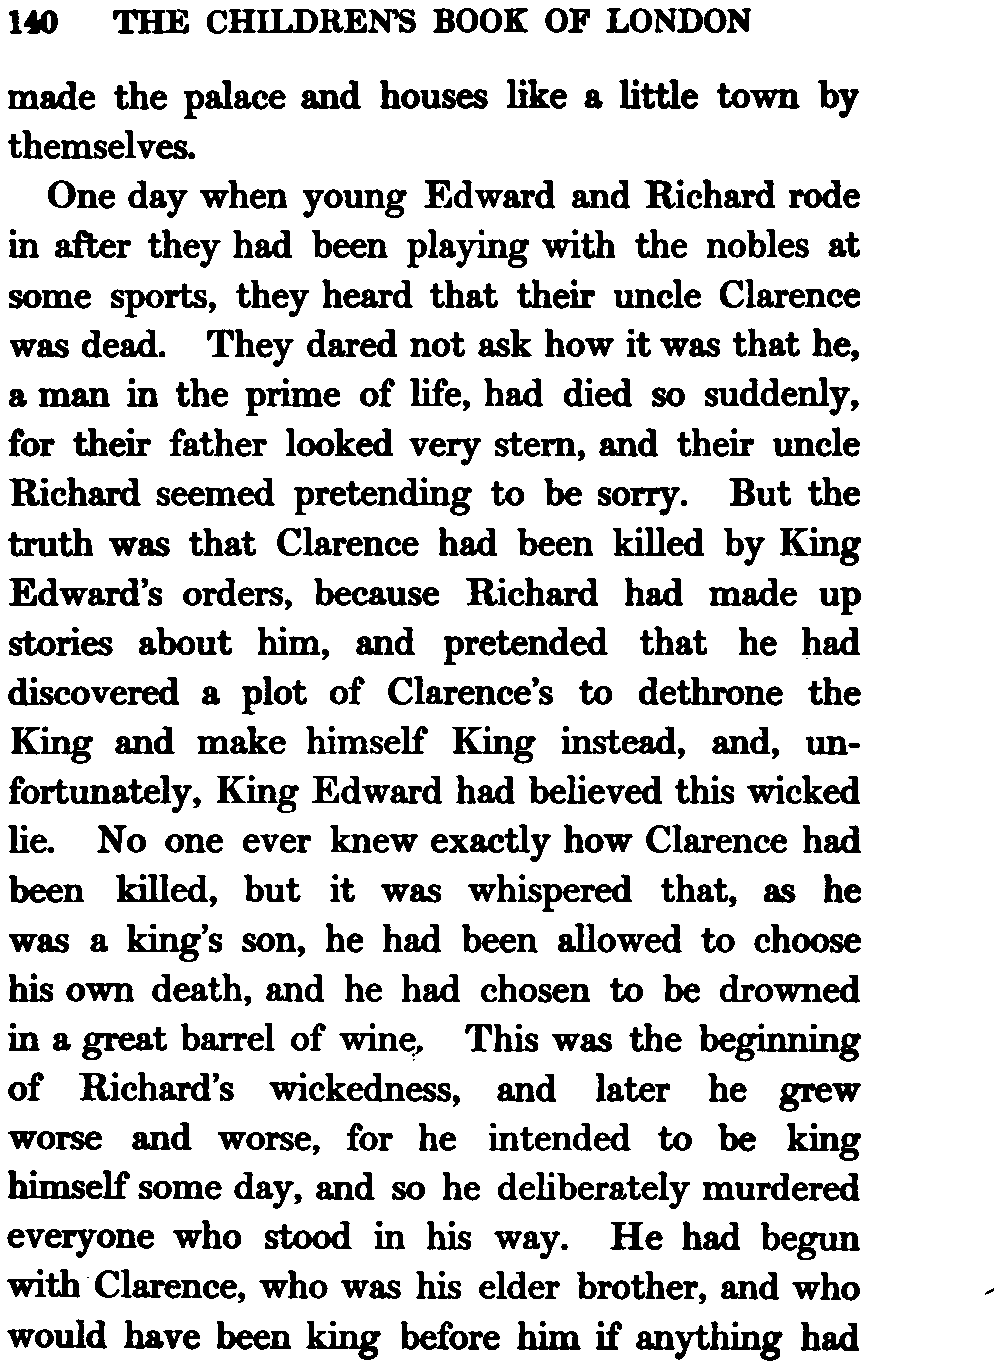 140 THE CHILDREN'S BOOK OF LONDON
made the palace and houses like a little town by
themselves.
One day when young Edward and Richard rode
in after they had been playing with the nobles at
some sports, they heard that their uncle Clarence
was dead. They dared not ask how it was that he,
a man in the prime of life, had died so suddenly,
for their father looked very stern, and their uncle
Richard seemed pretending to be sorry. But the
truth was that Clarence had been killed by King
Edward's orders, because Richard had made up
stories about him, and pretended that he had
discovered a plot of Clarence's to dethrone the
King and make himself King instead, and, un-
fortunately, King Edward had believed this wicked
lie. No one ever knew exactly how Clarence had
been killed, but it was whispered that, as he
was a king's son, he had been allowed to choose
his own death, and he had chosen to be drowned
in a great barrel of wine, This was the beginning
of Richard's wickedness, and later he grew
worse and worse, for he intended to be king
himself some day, and so he deliberately murdered
everyone who stood in his way. He had begun
with Clarence, who was his elder brother, and who
would have been king before him if anything had